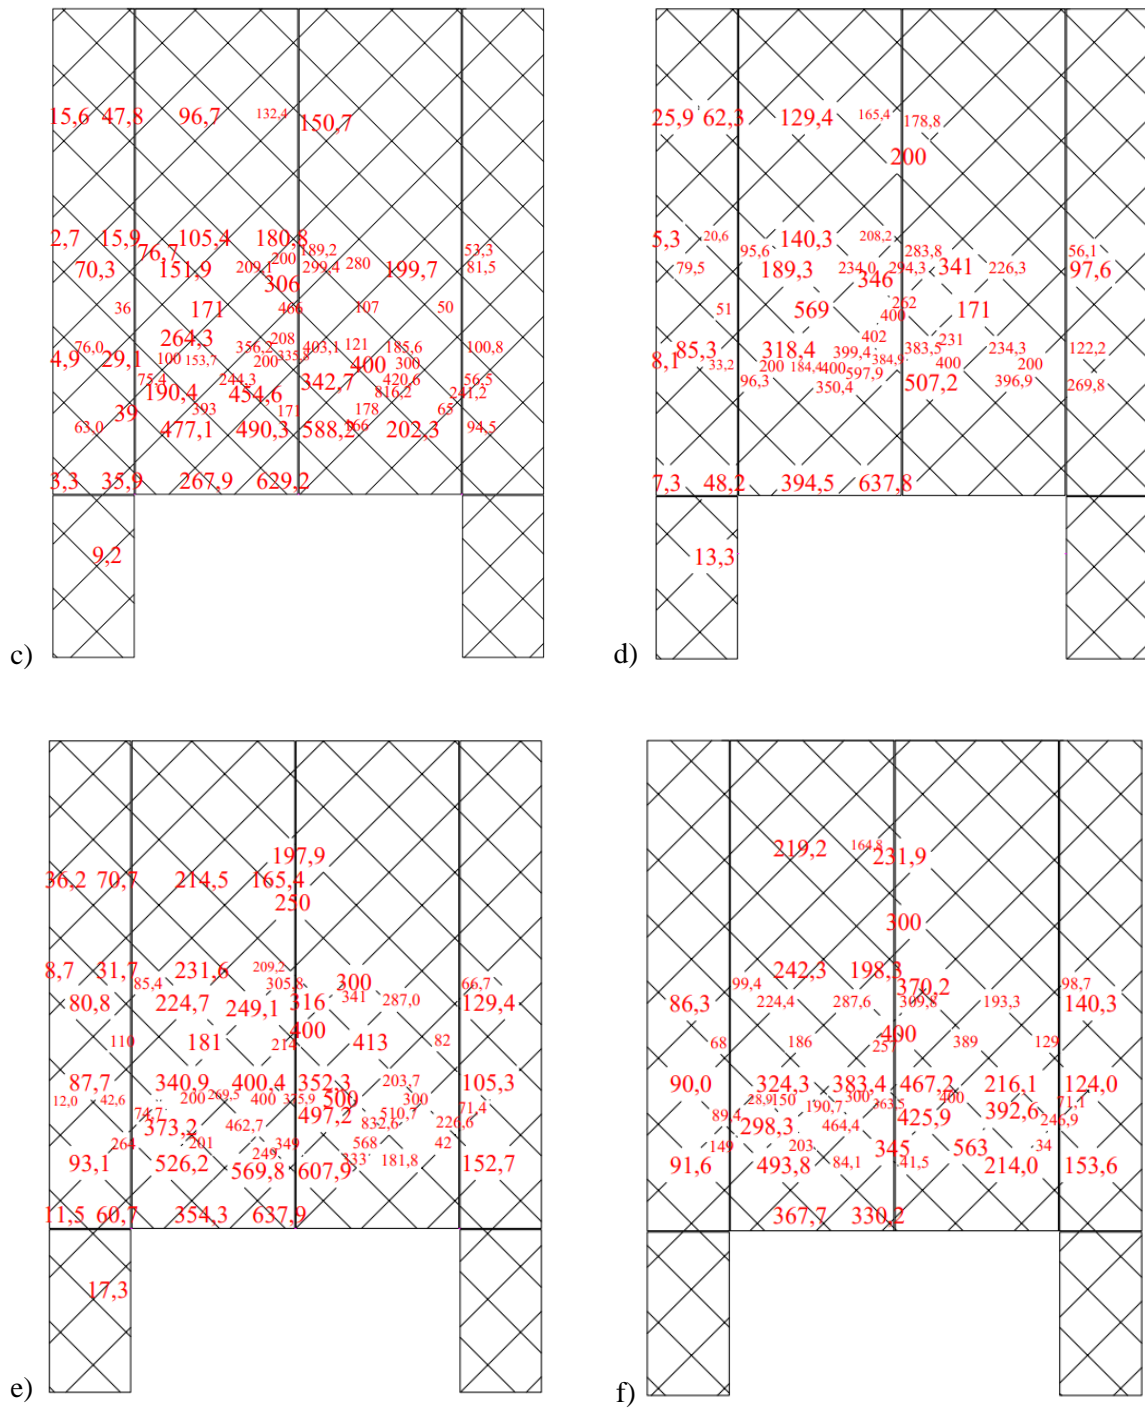 15,6 47,8 96,7 132,4 150,7
2,7 15,9 105,4 180,8
76,7 189,2 53,3
70,3 151,9 209,1 200 299,4 280 199,7 81,5
306
36 171 466 107 50
264,3 208
76,0 356,2 403,1 121 185,6 100,8
4,9 29,1 100 153,7 200 335,8 400 300
75,4 244,3 342,7 420,6 56,5
190,4 454,6 816,2 241,2
39 393 171 178 65
63,0 477,1 490,3 588,2 166 202,3 94,5
3,3 35,9 267,9 629,2
9,2
c)
25,9 62,3 129,4 165,4 178,8
200
5,3 20,6 140,3 208,2
95,6 283,8 56,1
79,5 189,3 234,0 294,3 341 226,3 97,6
346
51 569 262 171
400
402 231
85,3 318,4 399,4 383,5 234,3 122,2
8,1 33,2 200 184,4 400 384,9 400 200
96,3 597,9 507,2 396,9 269,8
350,4
7,3 48,2 394,5 637,8
13,3
d)
197,9
36,2 70,7 214,5 165,4
250
8,7 31,7 231,6 209,2
85,4 305,8 300 66,7
80,8 224,7 249,1 316 341 287,0 129,4
400
110 181 214 413 82
87,7 340,9 400,4 352,3 203,7 105,3
12,0 42,6 200 269,5 400 500 300
74,7 497,2 510,7 71,4
373,2 462,7 832,6 226,6
264 201 349 568 42
93,1 526,2 249, 569,8 607,9 333 181,8 152,7
11,5 60,7 354,3 637,9
17,3
e)
219,2 164,8 231,9
300
242,3 198,3
99,4 370,2 98,7
86,3 224,4 287,6 309,8 193,3 140,3
400
68 186 389 129
90,0 324,3 383,4 467,2 216,1 124,0
28,9 150 190,7 300 363,5 400 71,1
89,4 298,3 464,4 425,9 392,6 246,9
149 203 345 563 34
91,6 493,8 84,1 41,5 214,0 153,6
367,7 330,2
f)